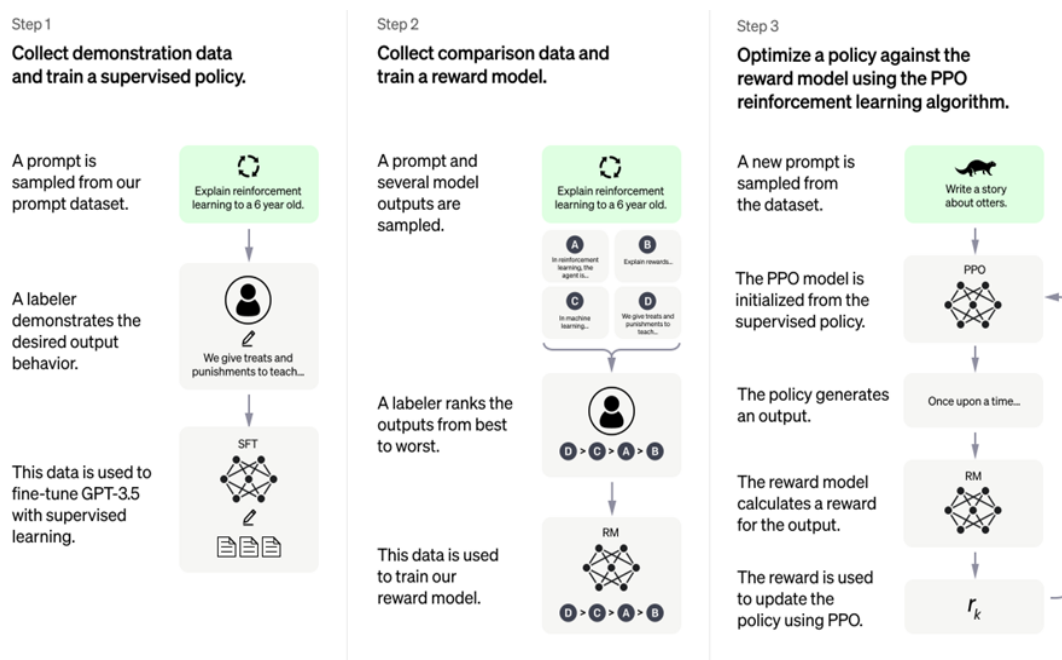 Step 1
Collect demonstration data
and train a supervised policy.
A prompt is
sampled from our
prompt dataset.
Explain reinforcement
learning to a 6 year old.
A labeler
demonstrates the
desired output
behavior.
We give treats and
punishments to teach...
SFT
This data is used to
fine-tune GPT-3.5
with supervised
learning.
Step 2
Collect comparison data and
train a reward model.
A prompt and
several model
outputs are
sampled.
Explain reinforcement
learning to a 6 year old.
A
In reinforcement
learning, the
agent is...
B
Explain rewards...
C
In machine
learning...
D
We give treats and
punishments to
teach...
A labeler ranks the
outputs from best
to worst.
D > C > A > B
This data is used
to train our
reward model.
RM
D > C > A > B
Step 3
Optimize a policy against the
reward model using the PPO
reinforcement learning algorithm.
A new prompt is
sampled from
the dataset.
Write a story
about otters.
The PPO model is
initialized from the
supervised policy.
PPO
The policy generates
an output.
Once upon a time...
The reward model
calculates a reward
for the output.
RM
The reward is used
to update the
policy using PPO.
rk